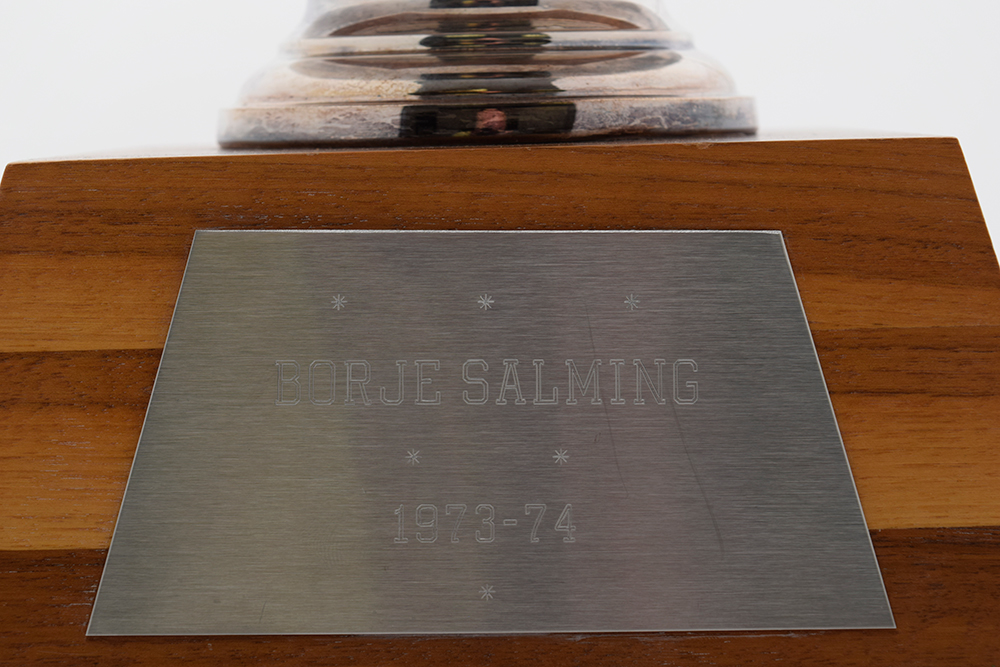 * * *
BORJE SALMING
* *
1973-74
*